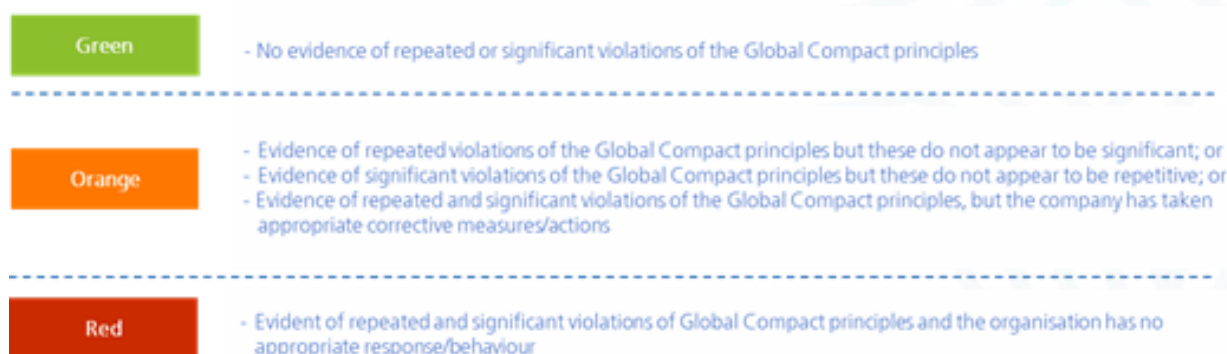 Green
- No evidence of repeated or significant violations of the Global Compact principles
Orange
- Evidence of repeated violations of the Global Compact principles but these do not appear to be significant; or
- Evidence of significant violations of the Global Compact principles but these do not appear to be repetitive; or
- Evidence of repeated and significant violations of the Global Compact principles, but the company has taken
appropriate corrective measures/actions
Red
- Evident of repeated and significant violations of Global Compact principles and the organisation has no
appropriate response/behaviour